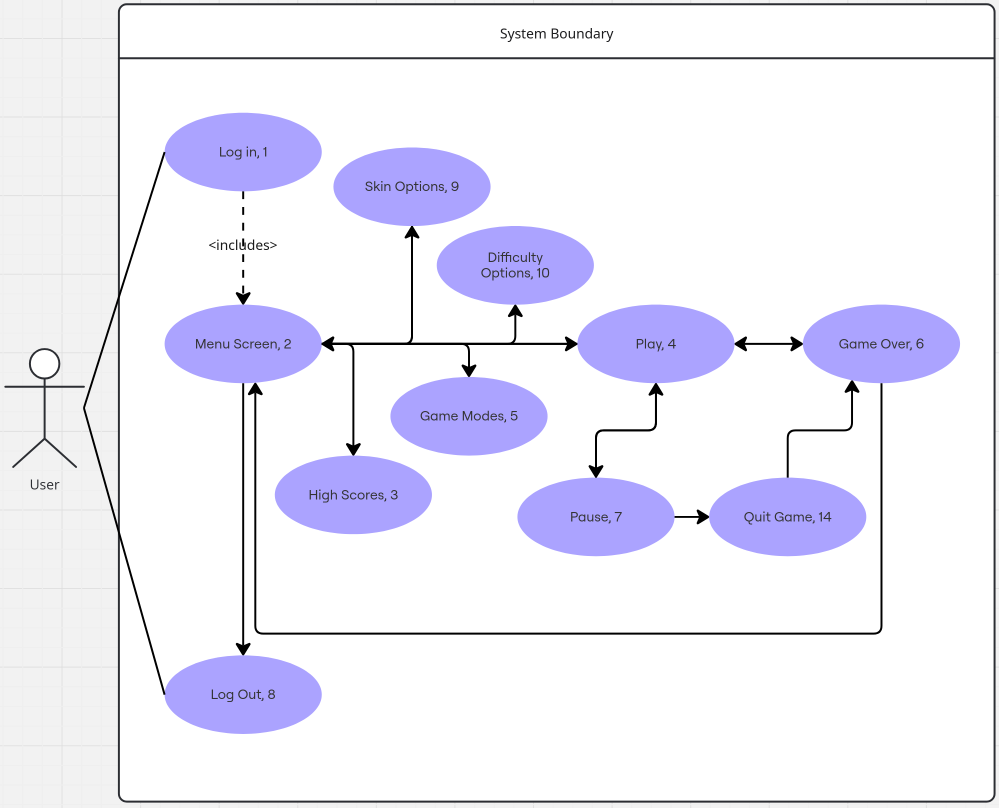 System Boundary
Log in, 1
Skin Options, 9
<includes>
Difficulty
Options, 10
Menu Screen, 2
Play, 4
Game Over, 6
Game Modes, 5
High Scores, 3
User
Pause, 7
Quit Game, 14
Log Out, 8